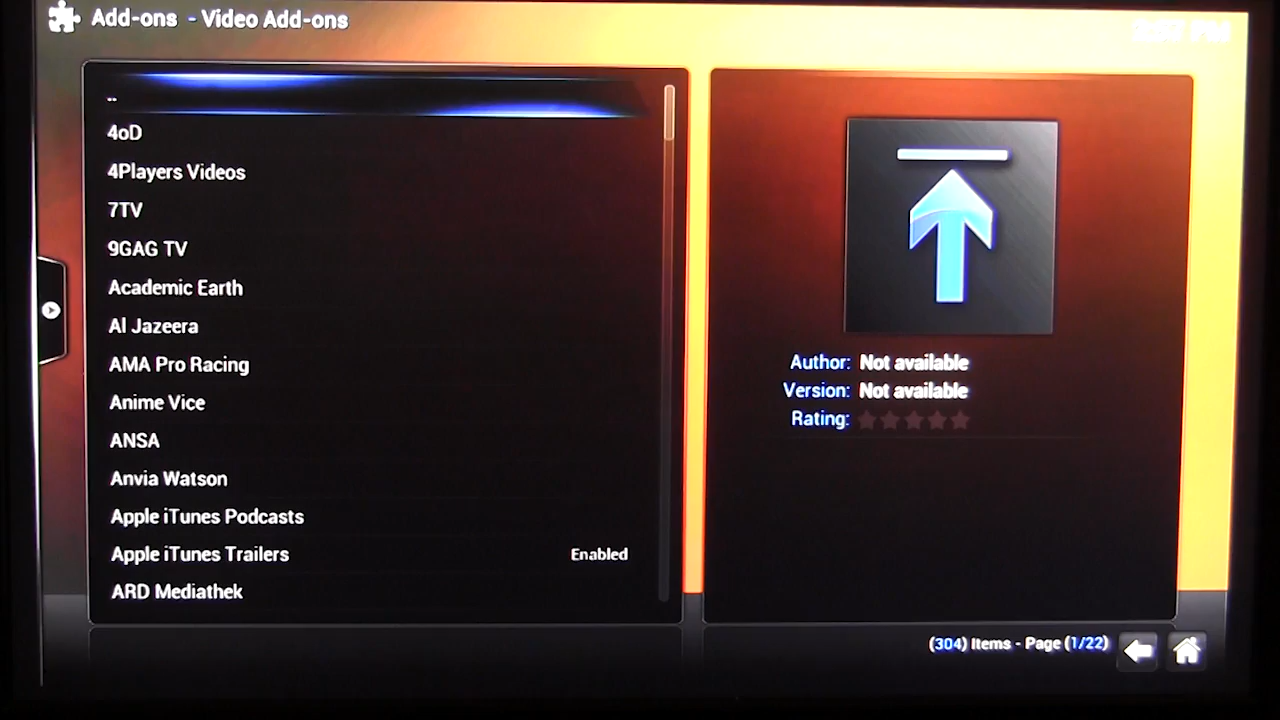 Add-ons - Video Add-ons
..
4oD
4Players Videos
7TV
9GAG TV
Academic Earth
Al Jazeera
AMA Pro Racing
Anime Vice
ANSA
Anvia Watson
Apple iTunes Podcasts
Apple iTunes Trailers Enabled
ARD Mediathek
Author: Not available
Version: Not available
Rating:
(304) Items - Page (1/22)